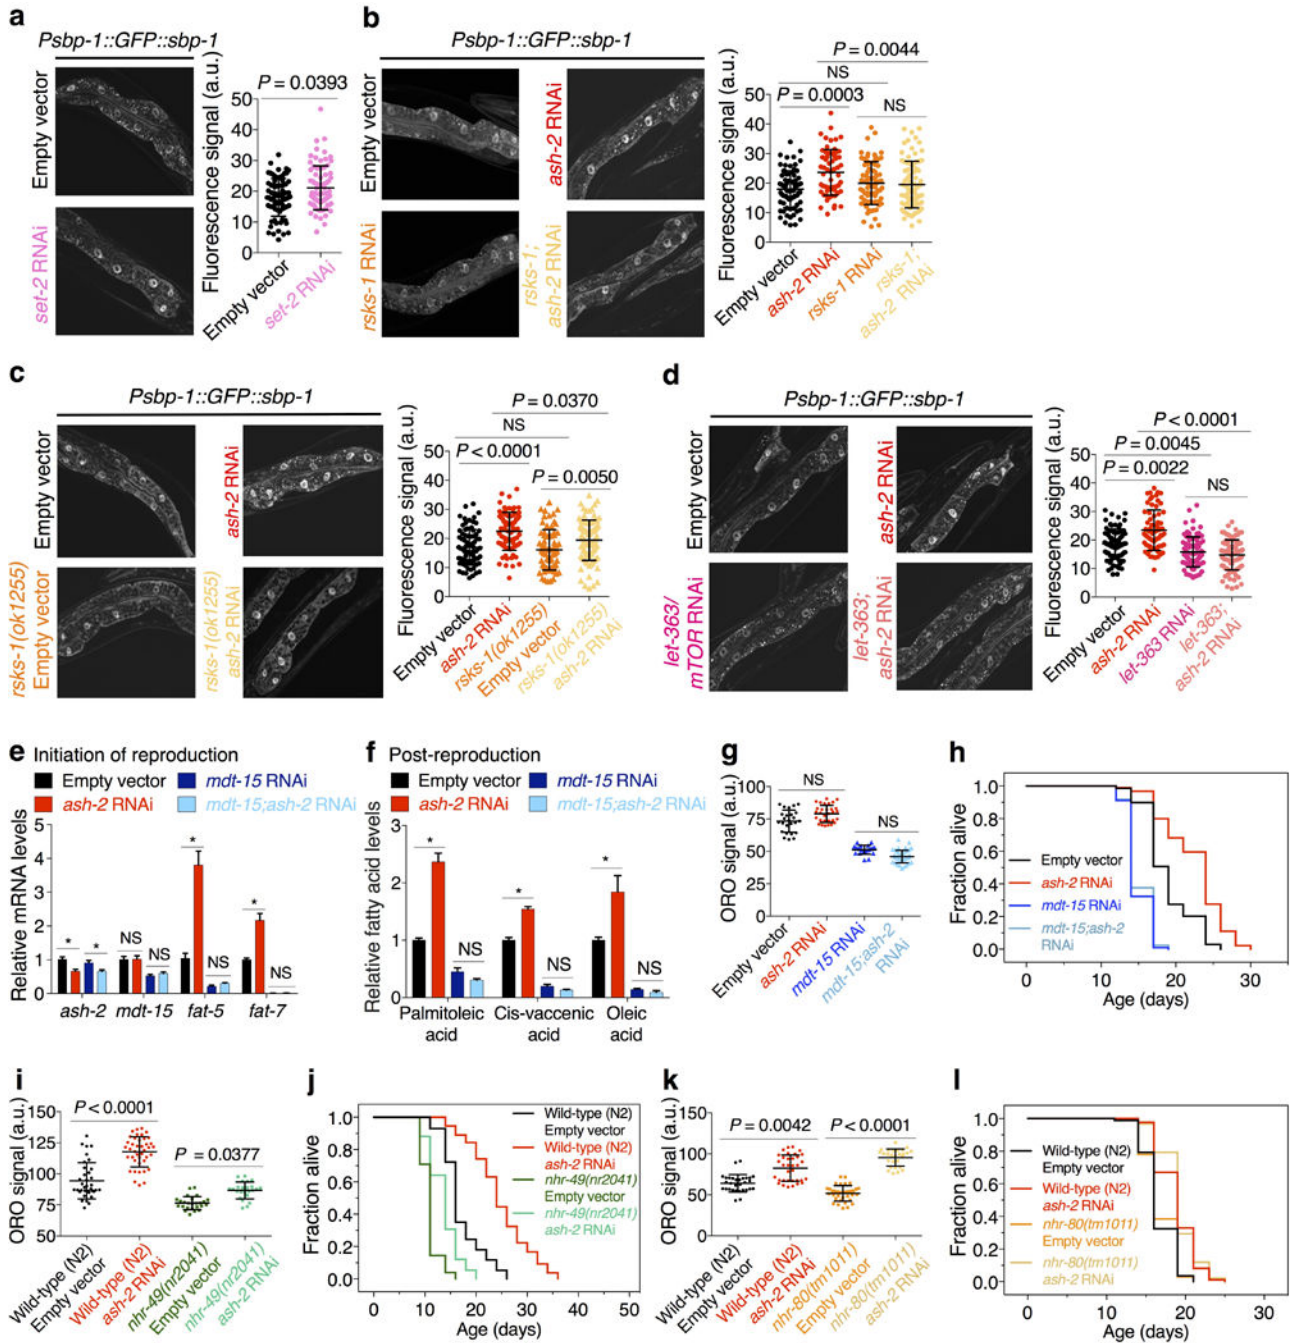 a
Psbp-1::GFP::sbp-1
Empty vector
set-2 RNAi
Fluorescence signal (a.u.)
P = 0.0393
50
40
30
20
10
0
Empty vector
set-2 RNAi
b
Psbp-1::GFP::sbp-1
Empty vector
ash-2 RNAi
rsks-1 RNAi
rsks-1;
ash-2 RNAi
Fluorescence signal (a.u.)
P = 0.0044
NS
P = 0.0003
NS
50
40
30
20
10
0
Empty vector
ash-2 RNAi
rsks-1 RNAi
rsks-1;
ash-2 RNAi
c
Psbp-1::GFP::sbp-1
Empty vector
ash-2 RNAi
rsks-1(ok1255)
Empty vector
rsks-1(ok1255)
ash-2 RNAi
Fluorescence signal (a.u.)
P = 0.0370
NS
P < 0.0001
P = 0.0050
50
40
30
20
10
0
Empty vector
ash-2 RNAi
rsks-1(ok1255)
Empty vector
rsks-1(ok1255)
ash-2 RNAi
d
Psbp-1::GFP::sbp-1
Empty vector
ash-2 RNAi
let-363/
mTOR RNAi
let-363;
ash-2 RNAi
Fluorescence signal (a.u.)
P < 0.0001
P = 0.0045
P = 0.0022
NS
50
40
30
20
10
0
Empty vector
ash-2 RNAi
let-363 RNAi
let-363;
ash-2 RNAi
e Initiation of reproduction
Empty vector
mdt-15 RNAi
ash-2 RNAi
mdt-15;ash-2 RNAi
Relative mRNA levels
5
4
3
2
1
0
* * NS NS * NS * NS
ash-2 mdt-15 fat-5 fat-7
f Post-reproduction
Empty vector
mdt-15 RNAi
ash-2 RNAi
mdt-15;ash-2 RNAi
Relative fatty acid levels
3
2
1
0
* NS * NS * NS
Palmitoleic acid
Cis-vaccenic acid
Oleic acid
g
ORO signal (a.u.)
NS
NS
100
75
50
25
0
Empty vector
ash-2 RNAi
mdt-15 RNAi
mdt-15;ash-2
RNAi
h
Fraction alive
1.0
0.8
0.6
0.4
0.2
0.0
Empty vector
ash-2 RNAi
mdt-15 RNAi
mdt-15;ash-2
RNAi
0 10 20 30
Age (days)
i
ORO signal (a.u.)
P < 0.0001
P = 0.0377
150
125
100
75
50
Wild-type (N2)
Empty vector
Wild-type (N2)
ash-2 RNAi
nhr-49(nr2041)
Empty vector
nhr-49(nr2041)
ash-2 RNAi
j
Fraction alive
1.0
0.8
0.6
0.4
0.2
0.0
Wild-type (N2)
Empty vector
Wild-type (N2)
ash-2 RNAi
nhr-49(nr2041)
Empty vector
nhr-49(nr2041)
ash-2 RNAi
0 10 20 30 40 50
Age (days)
k
ORO signal (a.u.)
P = 0.0042
P < 0.0001
150
100
50
0
Wild-type (N2)
Empty vector
Wild-type (N2)
ash-2 RNAi
nhr-80(tm1011)
Empty vector
nhr-80(tm1011)
ash-2 RNAi
l
Fraction alive
1.0
0.8
0.6
0.4
0.2
0.0
Wild-type (N2)
Empty vector
Wild-type (N2)
ash-2 RNAi
nhr-80(tm1011)
Empty vector
nhr-80(tm1011)
ash-2 RNAi
0 10 20 30
Age (days)